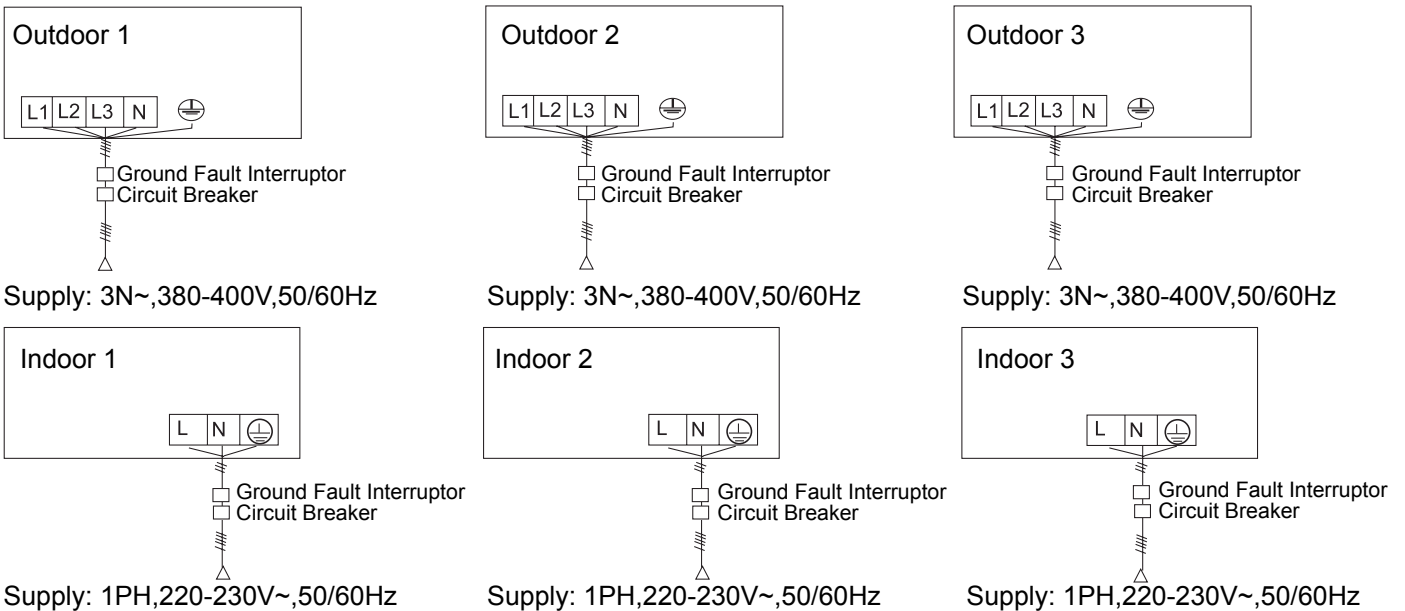 Outdoor 1
Outdoor 2
Outdoor 3
L1 L2 L3 N
L1 L2 L3 N
L1 L2 L3 N
Ground Fault Interruptor
Circuit Breaker
Ground Fault Interruptor
Circuit Breaker
Ground Fault Interruptor
Circuit Breaker
Supply: 3N~,380-400V,50/60Hz
Supply: 3N~,380-400V,50/60Hz
Supply: 3N~,380-400V,50/60Hz
Indoor 1
Indoor 2
Indoor 3
L N
L N
L N
Ground Fault Interruptor
Circuit Breaker
Ground Fault Interruptor
Circuit Breaker
Ground Fault Interruptor
Circuit Breaker
Supply: 1PH,220-230V~,50/60Hz
Supply: 1PH,220-230V~,50/60Hz
Supply: 1PH,220-230V~,50/60Hz